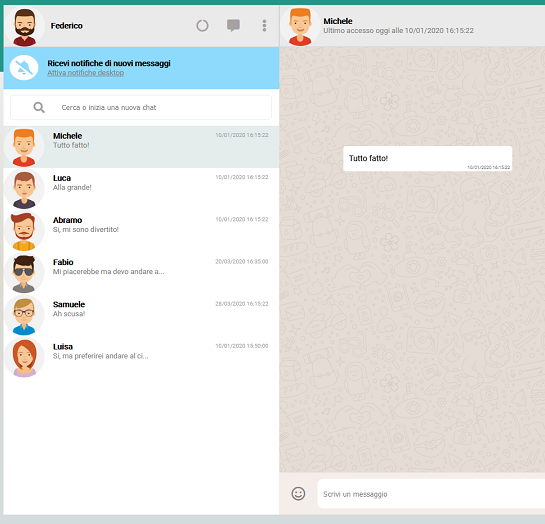 Federico
Michele
Ultimo accesso oggi alle 10/01/2020 16:15:22
Ricevi notifiche di nuovi messaggi
Attiva notifiche desktop
Cerca o inizia una nuova chat
Michele
10/01/2020 16:15:22
Tutto fatto!
Luca
10/01/2020 16:15:22
Alla grande!
Abramo
10/01/2020 16:15:22
Si, mi sono divertito!
Fabio
20/03/2020 16:35:00
Mi piacerebbe ma devo andare a...
Samuele
28/03/2020 16:15:22
Ah scusa!
Luisa
10/01/2020 15:50:00
Si, ma preferirei andare al ci...
Tutto fatto!
10/01/2020 16:15:22
Scrivi un messaggio